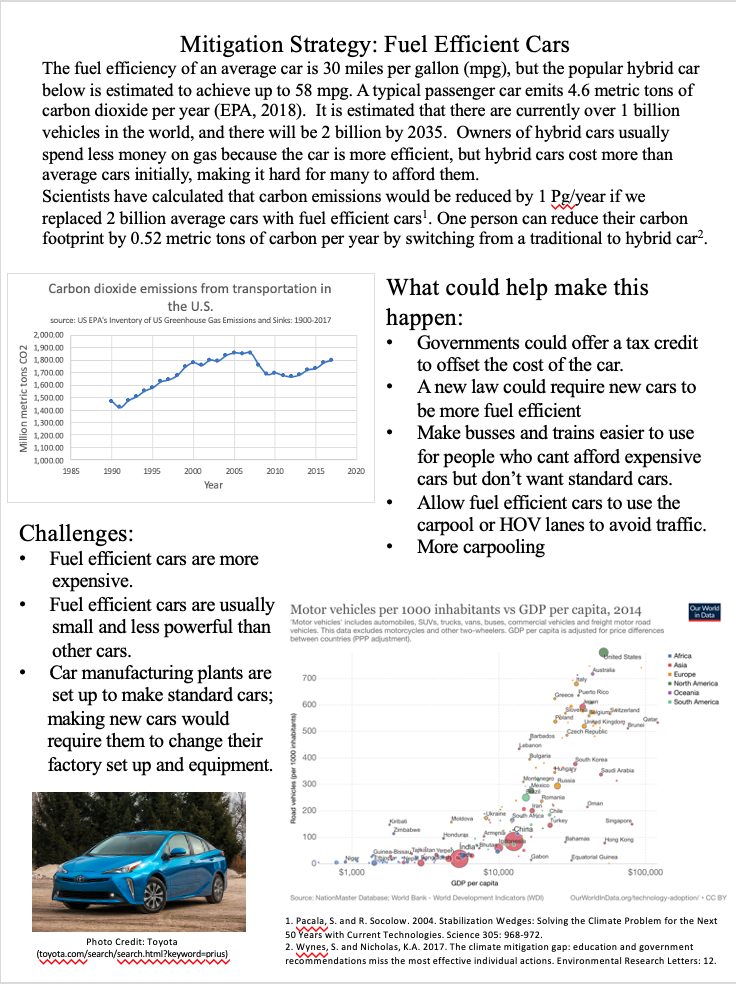 Mitigation Strategy: Fuel Efficient Cars
The fuel efficiency of an average car is 30 miles per gallon (mpg), but the popular hybrid car
below is estimated to achieve up to 58 mpg. A typical passenger car emits 4.6 metric tons of
carbon dioxide per year (EPA, 2018).  It is estimated that there are currently over 1 billion
vehicles in the world, and there will be 2 billion by 2035.  Owners of hybrid cars usually
spend less money on gas because the car is more efficient, but hybrid cars cost more than
average cars initially, making it hard for many to afford them.
Scientists have calculated that carbon emissions would be reduced by 1 Pg/year if we
replaced 2 billion average cars with fuel efficient cars¹. One person can reduce their carbon
footprint by 0.52 metric tons of carbon per year by switching from a traditional to hybrid car².
Carbon dioxide emissions from transportation in
the U.S.
source: US EPA's Inventory of US Greenhouse Gas Emissions and Sinks: 1900-2017
Million metric tons CO2
2,000.00
1,900.00
1,800.00
1,700.00
1,600.00
1,500.00
1,400.00
1,300.00
1,200.00
1,100.00
1,000.00
1985 1990 1995 2000 2005 2010 2015 2020
Year
What could help make this
happen:
• Governments could offer a tax credit
to offset the cost of the car.
• A new law could require new cars to
be more fuel efficient
• Make busses and trains easier to use
for people who cant afford expensive
cars but don't want standard cars.
• Allow fuel efficient cars to use the
carpool or HOV lanes to avoid traffic.
• More carpooling
Challenges:
• Fuel efficient cars are more
expensive.
• Fuel efficient cars are usually
small and less powerful than
other cars.
• Car manufacturing plants are
set up to make standard cars;
making new cars would
require them to change their
factory set up and equipment.
Photo Credit: Toyota
(toyota.com/search/search.html?keyword=prius)
Motor vehicles per 1000 inhabitants vs GDP per capita, 2014
'Motor vehicles' includes automobiles, SUVs, trucks, vans, buses, commercial vehicles and freight motor road
vehicles. This data excludes motorcycles and other two-wheelers. GDP per capita is adjusted for price differences
between countries (PPP adjustment).
Our World
in Data
Road vehicles (per 1000 inhabitants)
700
600
500
400
300
200
100
0
United States
Australia
Italy
Puerto Rico
Greece
Japan
Switzerland
Poland
United Kingdom
Qatar
Brunei
Czech Republic
Barbados
Lebanon
Bulgaria
South Korea
Hungary
Saudi Arabia
Montenegro
Russia
Brazil
Romania
Iran
Oman
Ukraine
South Africa
Chile
Moldova
Turkey
Singapore
Kiribati
Zimbabwe
Armenia
China
Honduras
Bahamas
Hong Kong
Indonesia
Bhutan
India
Guinea-Bissau
Tajikistan
Niger
Gabon
Equatorial Guinea
$1,000 $10,000 $100,000
GDP per capita
Africa
Asia
Europe
North America
Oceania
South America
Source: NationMaster Database; World Bank - World Development Indicators (WDI)
OurWorldInData.org/technology-adoption/ • CC BY
1. Pacala, S. and R. Socolow. 2004. Stabilization Wedges: Solving the Climate Problem for the Next
50 Years with Current Technologies. Science 305: 968-972.
2. Wynes, S. and Nicholas, K.A. 2017. The climate mitigation gap: education and government
recommendations miss the most effective individual actions. Environmental Research Letters: 12.